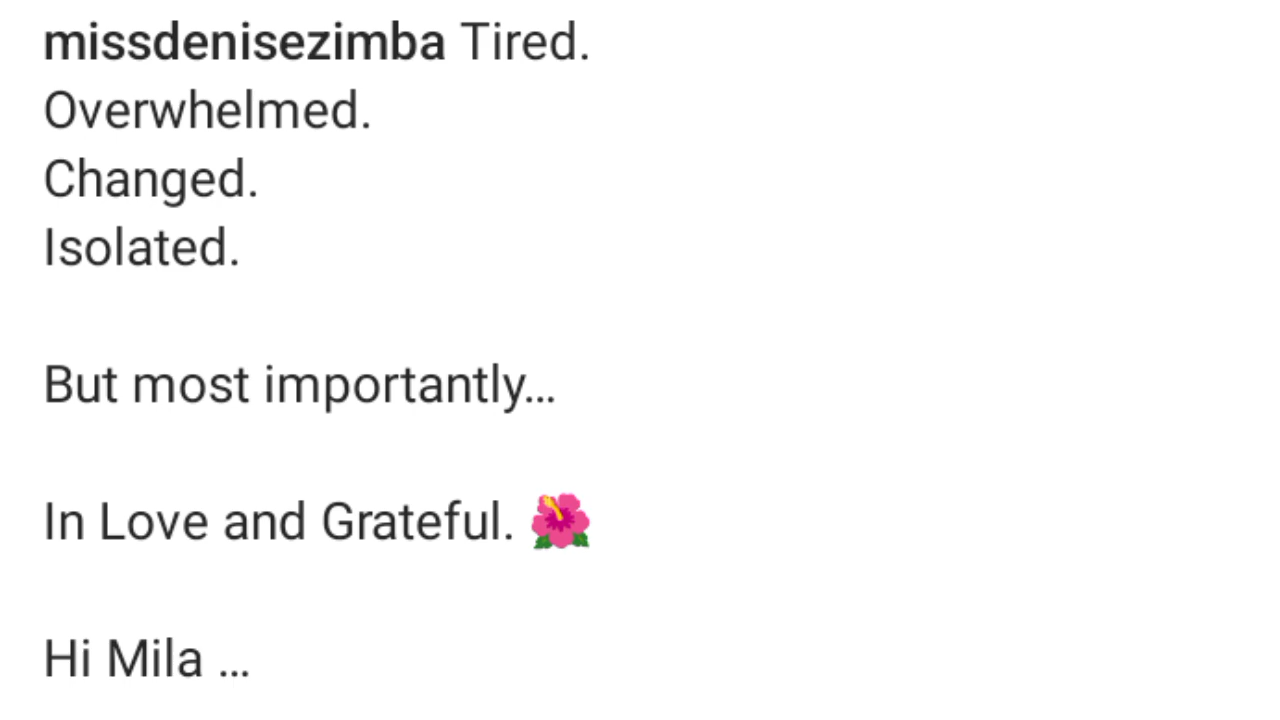 missdenisezimba Tired.
Overwhelmed.
Changed.
Isolated.
But most importantly...
In Love and Grateful. 🌺
Hi Mila ...